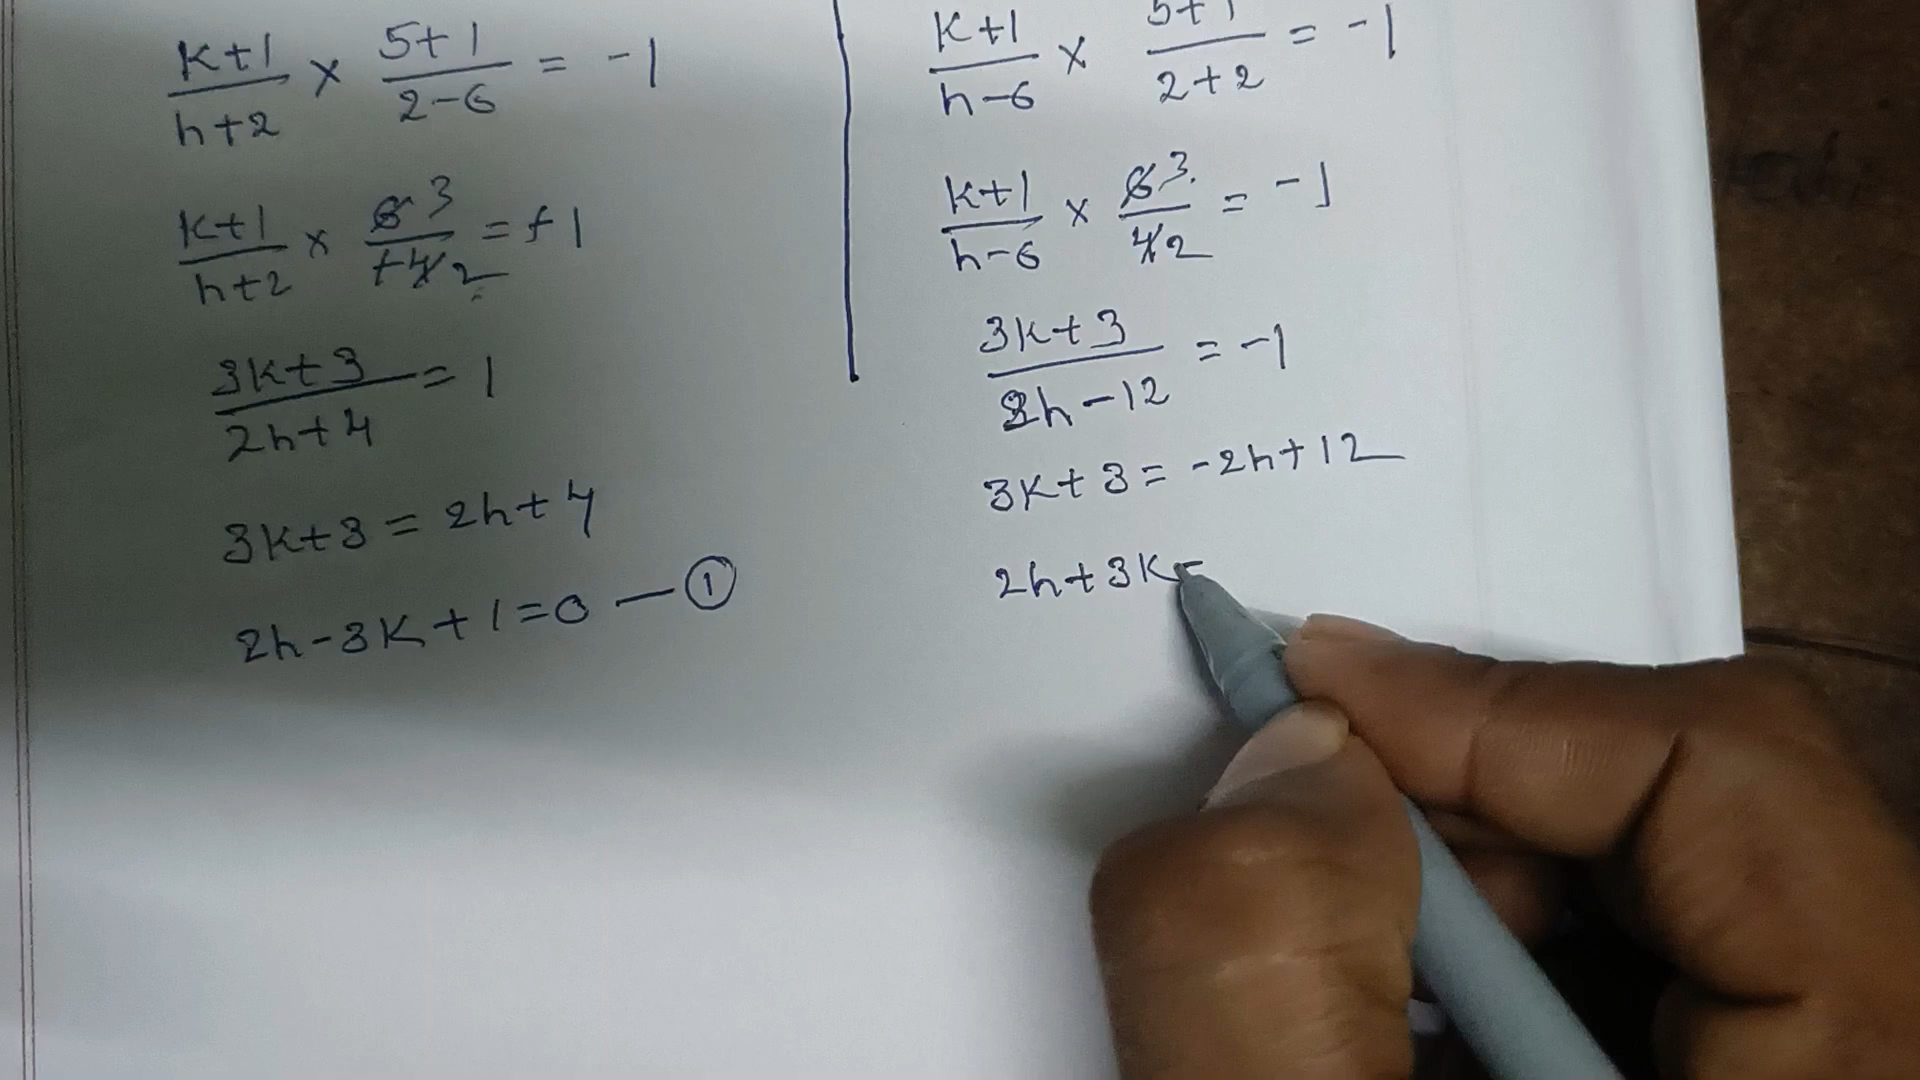 k+1/h+2 × 5+1/2-6 = -1
k+1/h+2 × 6 3/+4 2 = +1
3k+3/2h+4 = 1
3k+3 = 2h+4
2h-3k+1=0 — ①
k+1/h-6 × 5+1/2+2 = -1
k+1/h-6 × 6 3/4 2 = -1
3k+3/2h-12 = -1
3k+3 = -2h+12
2h+3k-